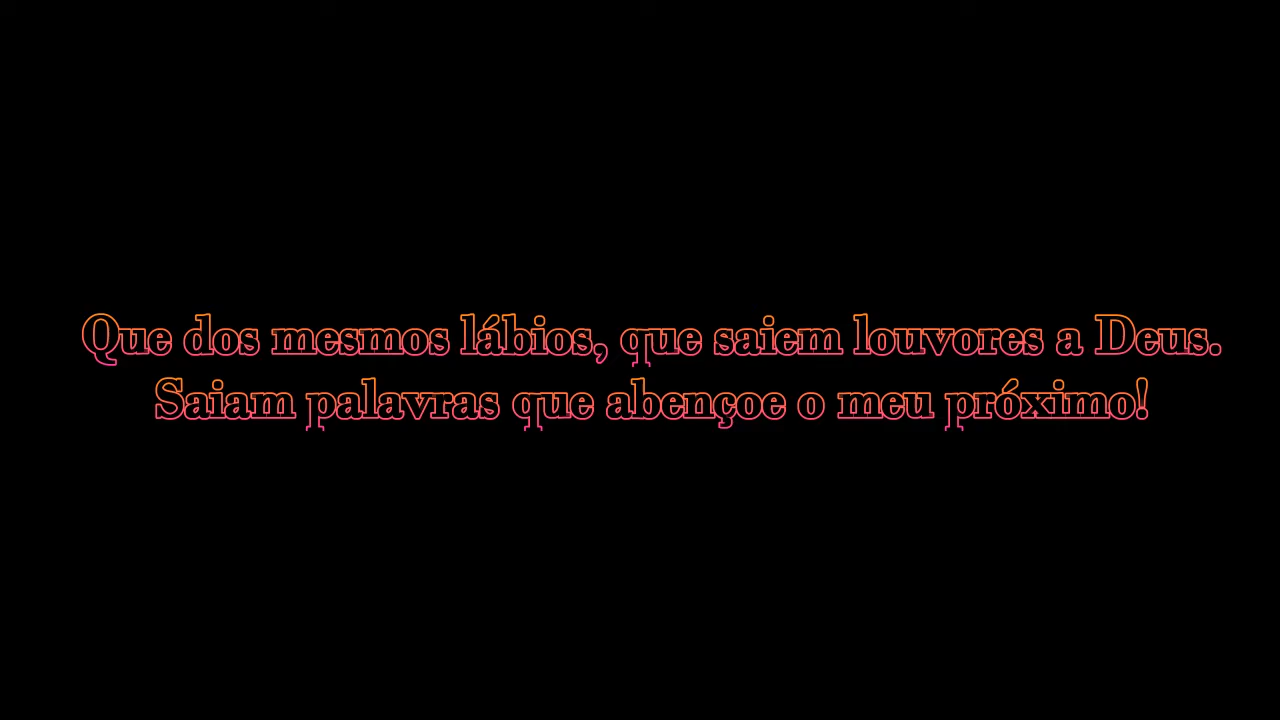 Que dos mesmos lábios, que saiem louvores a Deus.
Saiam palavras que abençoe o meu próximo!